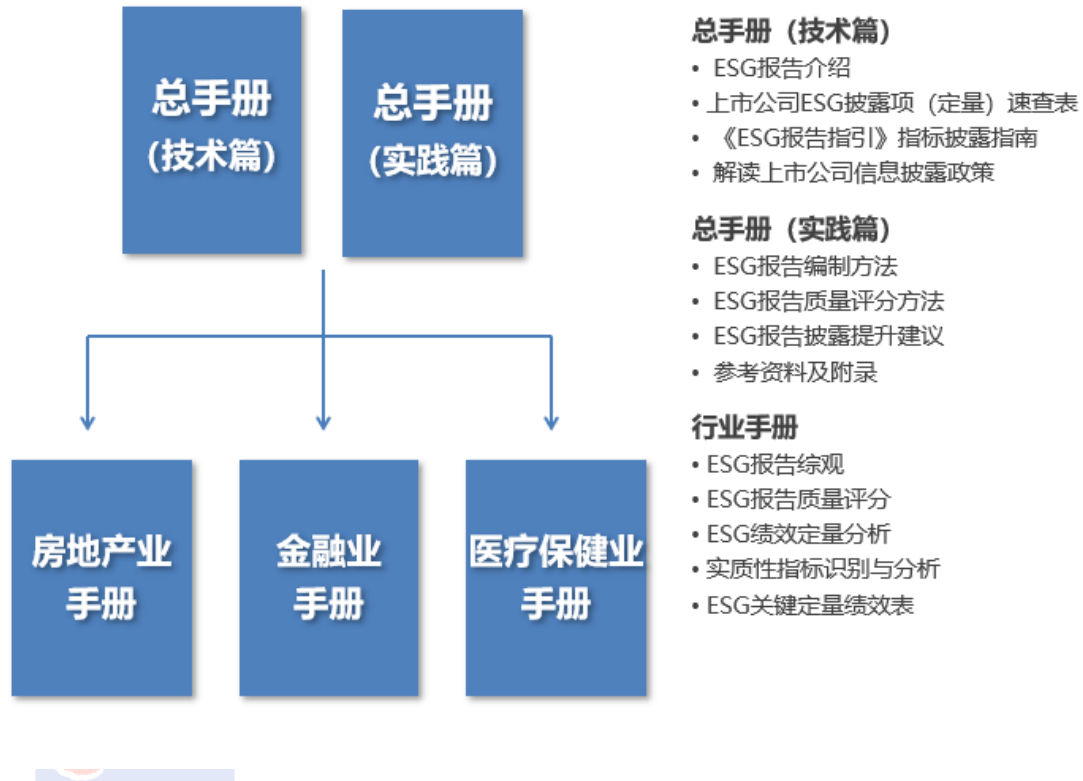 总手册
(技术篇)
总手册
(实践篇)
房地产业
手册
金融业
手册
医疗保健业
手册
总手册（技术篇）
• ESG报告介绍
• 上市公司ESG披露项（定量）速查表
• 《ESG报告指引》指标披露指南
• 解读上市公司信息披露政策
总手册（实践篇）
• ESG报告编制方法
• ESG报告质量评分方法
• ESG报告披露提升建议
• 参考资料及附录
行业手册
• ESG报告综观
• ESG报告质量评分
• ESG绩效定量分析
• 实质性指标识别与分析
• ESG关键定量绩效表